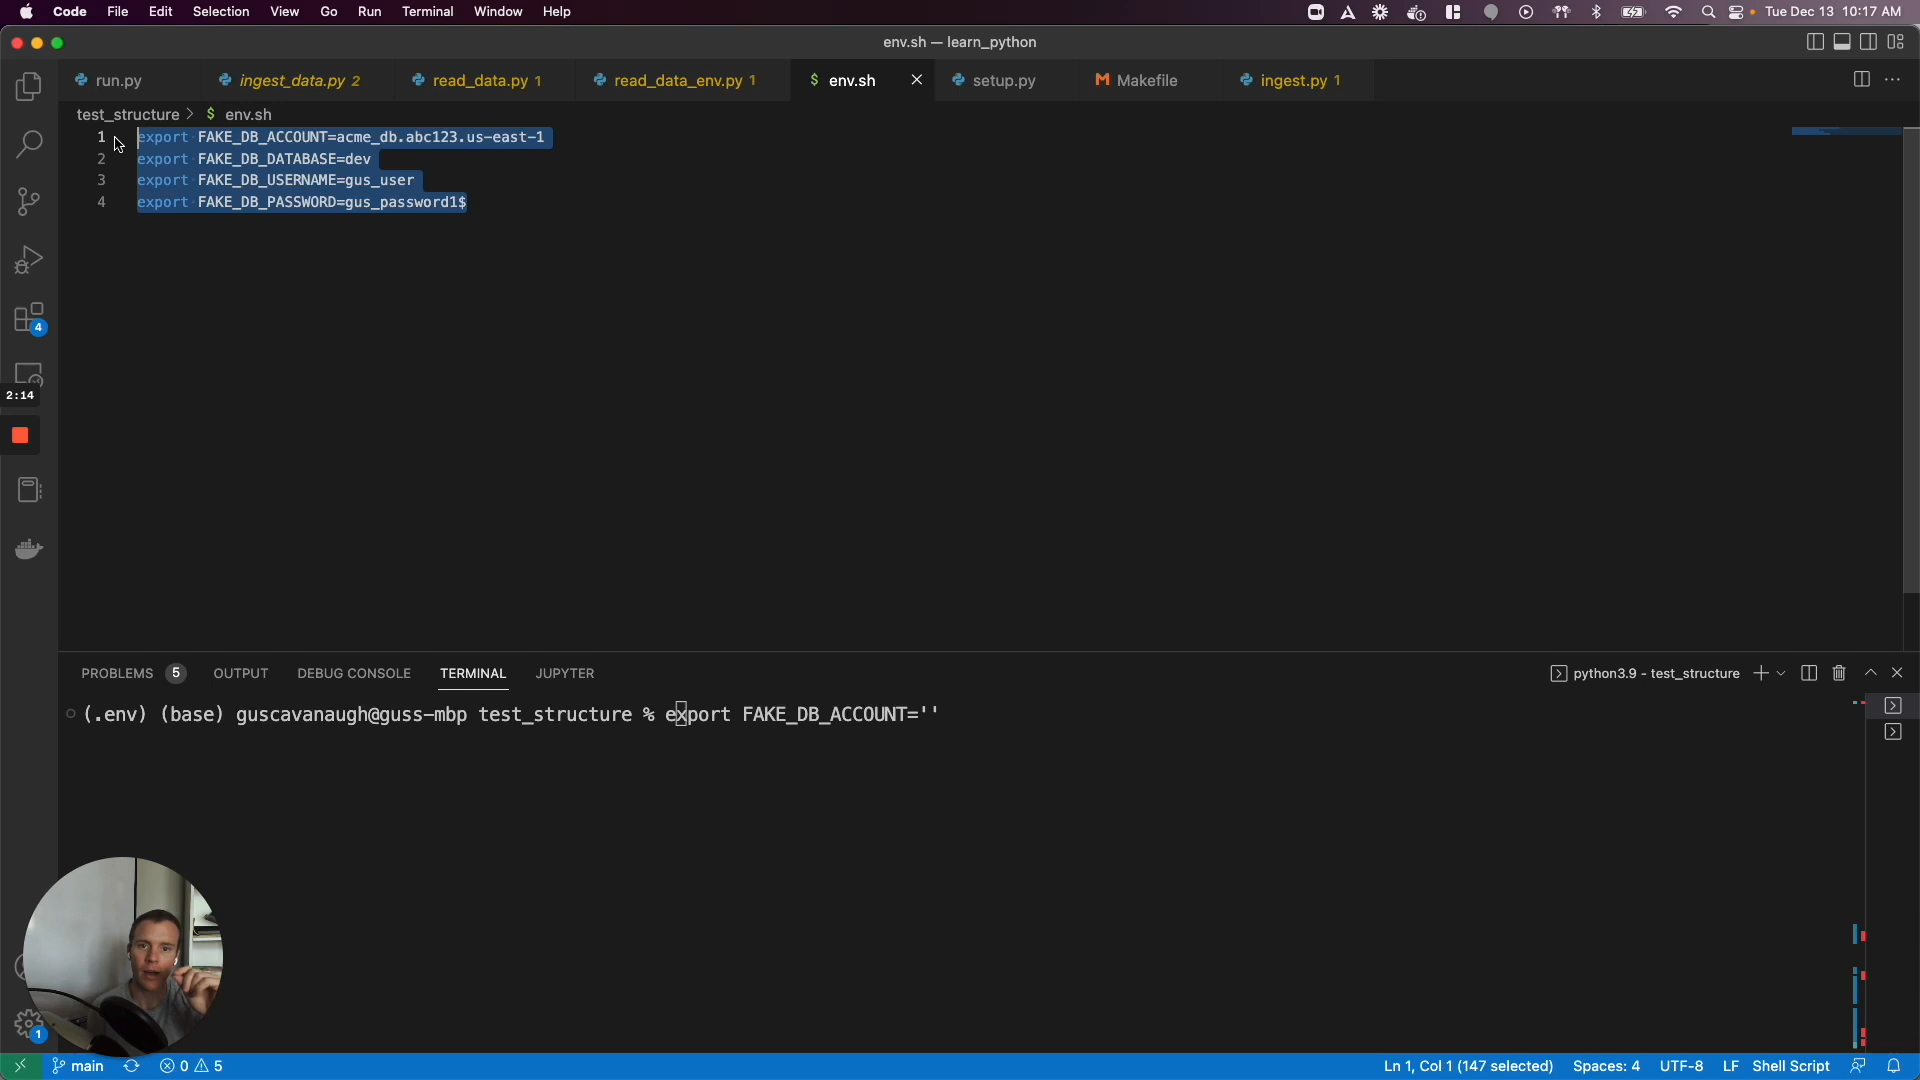 Code File Edit Selection View Go Run Terminal Window Help Tue Dec 13 10:17 AM
env.sh — learn_python
run.py ingest_data.py 2 read_data.py 1 read_data_env.py 1 $ env.sh setup.py M Makefile ingest.py 1
test_structure > $ env.sh
1 export FAKE_DB_ACCOUNT=acme_db.abc123.us-east-1
2 export FAKE_DB_DATABASE=dev
3 export FAKE_DB_USERNAME=gus_user
4 export FAKE_DB_PASSWORD=gus_password1$
4
2:14
PROBLEMS 5 OUTPUT DEBUG CONSOLE TERMINAL JUPYTER python3.9 - test_structure
(.env) (base) guscavanaugh@guss-mbp test_structure % export FAKE_DB_ACCOUNT=''
1
main 0 5 Ln 1, Col 1 (147 selected) Spaces: 4 UTF-8 LF Shell Script